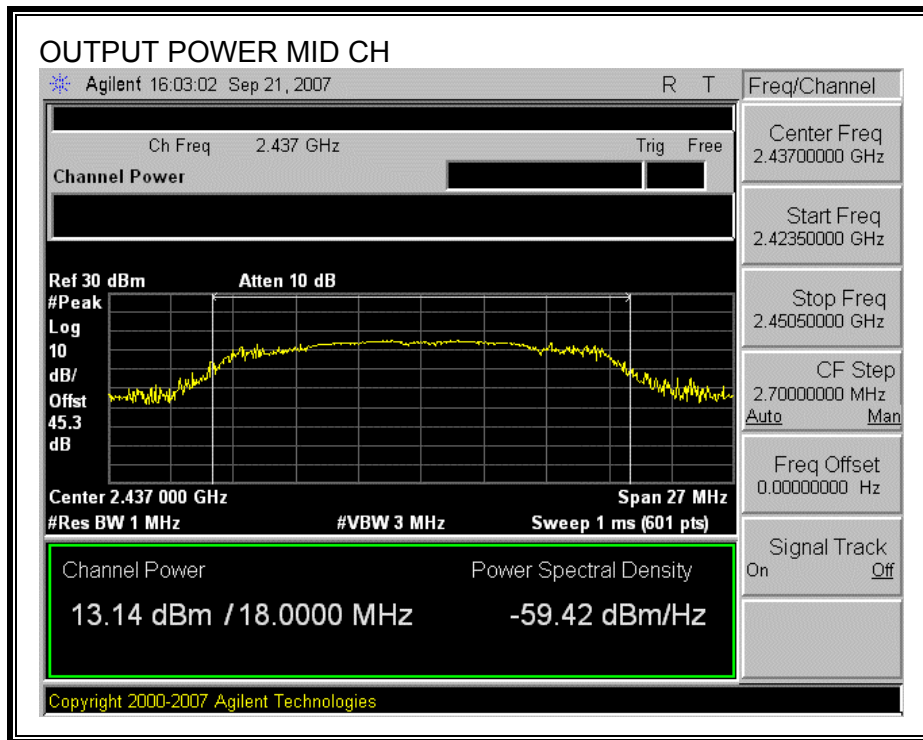 OUTPUT POWER MID CH
Agilent 16:03:02 Sep 21, 2007 R T
Freq/Channel
Ch Freq 2.437 GHz Trig Free
Channel Power
Center Freq
2.43700000 GHz
Start Freq
2.42350000 GHz
Stop Freq
2.45050000 GHz
CF Step
2.70000000 MHz
Auto Man
Freq Offset
0.00000000 Hz
Signal Track
On Off
Ref 30 dBm Atten 10 dB
#Peak
Log
10
dB/
Offst
45.3
dB
Center 2.437 000 GHz Span 27 MHz
#Res BW 1 MHz #VBW 3 MHz Sweep 1 ms (601 pts)
Channel Power Power Spectral Density
13.14 dBm / 18.0000 MHz -59.42 dBm/Hz
Copyright 2000-2007 Agilent Technologies